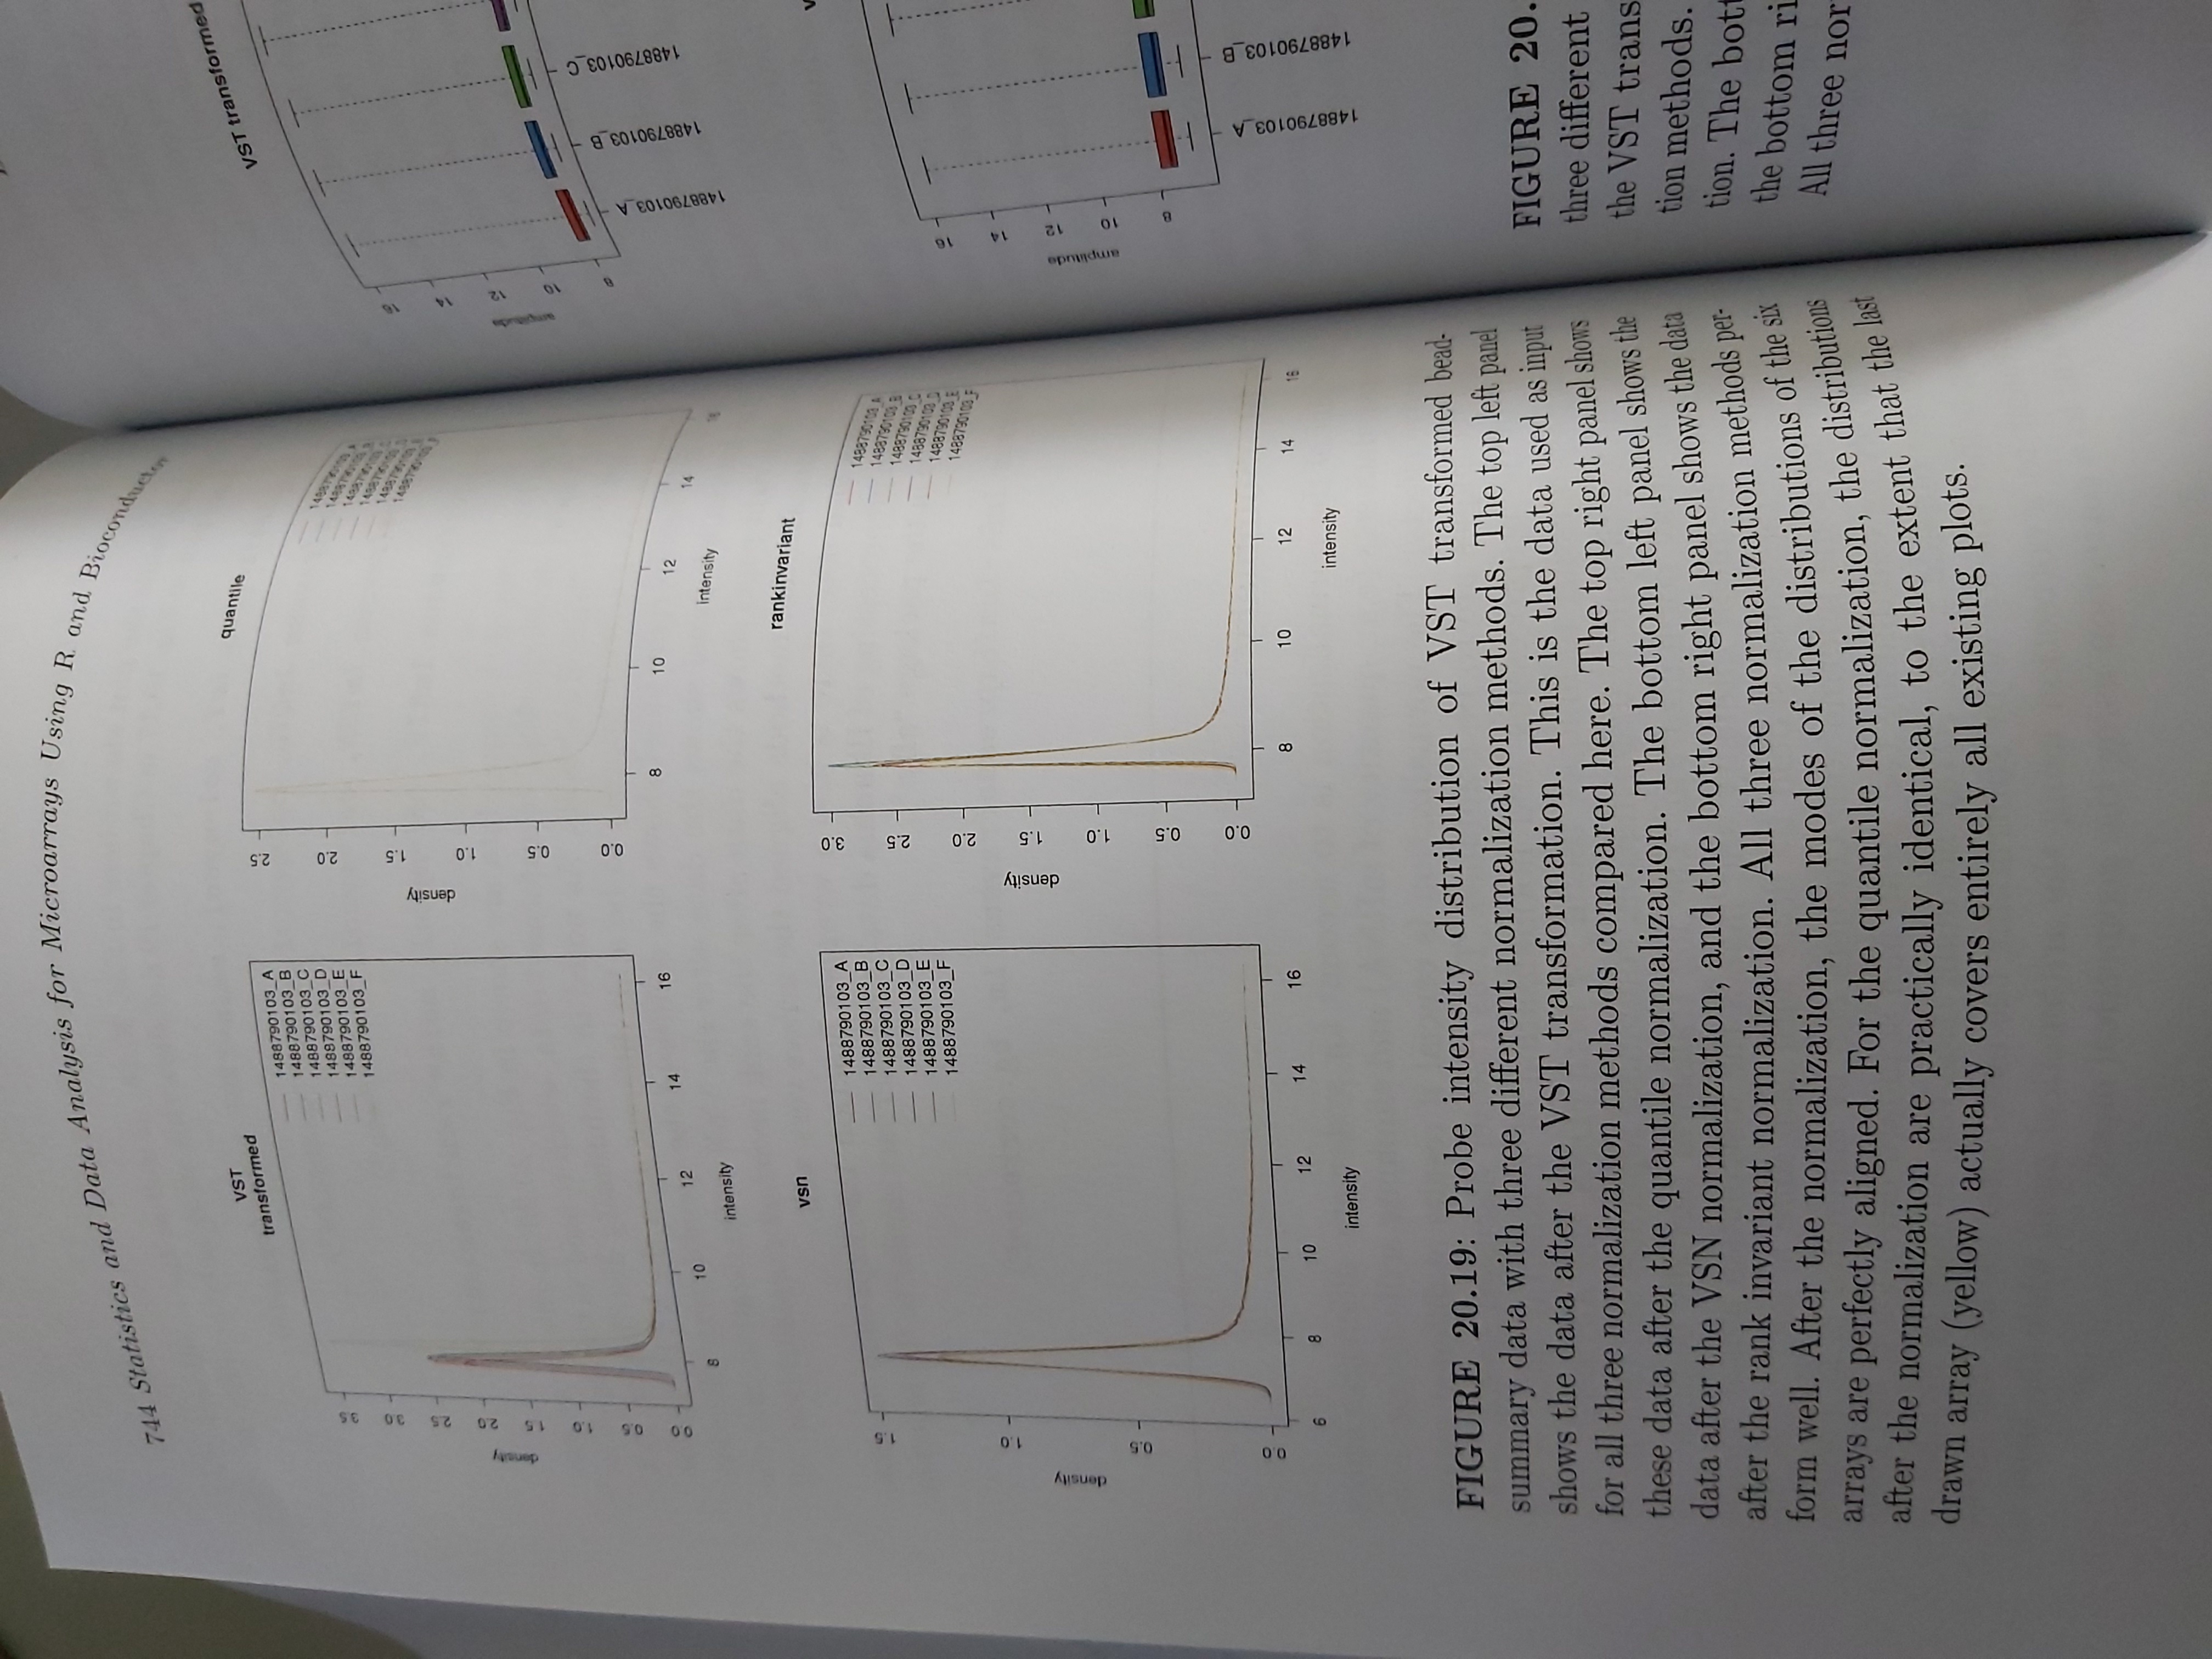 744 Statistics and Data Analysis for Microarrays Using R and Bioconductor
VST
transformed
1488790103_A
1488790103_B
1488790103_C
1488790103_D
1488790103_E
1488790103_F
density
0.0 0.5 1.0 1.5 2.0 2.5 3.0 3.5
8 10 12 14 16
intensity
quantile
1488790103_A
1488790103_B
1488790103_C
1488790103_D
density
0.0 0.5 1.0 1.5 2.0 2.5
8 10 12 14 16
intensity
vsn
1488790103_A
1488790103_B
1488790103_C
1488790103_D
1488790103_E
1488790103_F
density
0.0 0.5 1.0 1.5
6 8 10 12 14 16
intensity
rankinvariant
1488790103_A
1488790103_B
1488790103_C
1488790103_D
1488790103_E
1488790103_F
density
0.0 0.5 1.0 1.5 2.0 2.5 3.0
8 10 12 14 16
intensity
FIGURE 20.19: Probe intensity distribution of VST transformed bead-
summary data with three different normalization methods. The top left panel
shows the data after the VST transformation. This is the data used as input
for all three normalization methods compared here. The top right panel shows
these data after the quantile normalization. The bottom left panel shows the
data after the VSN normalization, and the bottom right panel shows the data
after the rank invariant normalization. All three normalization methods per-
form well. After the normalization, the modes of the distributions of the six
arrays are perfectly aligned. For the quantile normalization, the distributions
after the normalization are practically identical, to the extent that the last
drawn array (yellow) actually covers entirely all existing plots.
VST transformed
amplitude
8 10 12 14 16
1488790103_A
1488790103_B
1488790103_C
v
amplitude
8 10 12 14 16
1488790103_A
1488790103_B
FIGURE 20.
three different
the VST trans
tion methods.
tion. The bott
the bottom ri
All three nor